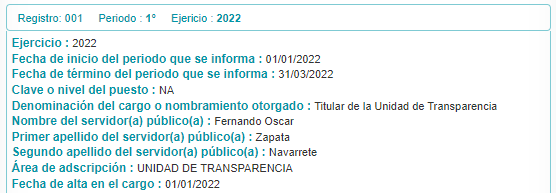 Registro: 001 Periodo : 1º Ejericio : 2022
Ejercicio : 2022
Fecha de inicio del periodo que se informa : 01/01/2022
Fecha de término del periodo que se informa : 31/03/2022
Clave o nivel del puesto : NA
Denominación del cargo o nombramiento otorgado : Titular de la Unidad de Transparencia
Nombre del servidor(a) público(a) : Fernando Oscar
Primer apellido del servidor(a) público(a) : Zapata
Segundo apellido del servidor(a) público(a) : Navarrete
Área de adscripción : UNIDAD DE TRANSPARENCIA
Fecha de alta en el cargo : 01/01/2022